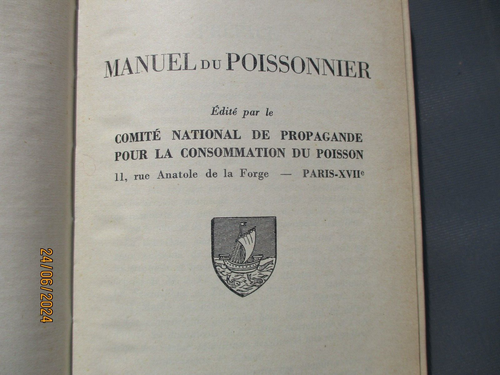 MANUEL DU POISSONNIER
Édité par le
COMITÉ NATIONAL DE PROPAGANDE
POUR LA CONSOMMATION DU POISSON
11, rue Anatole de la Forge — PARIS-XVIIe
24/06/2024